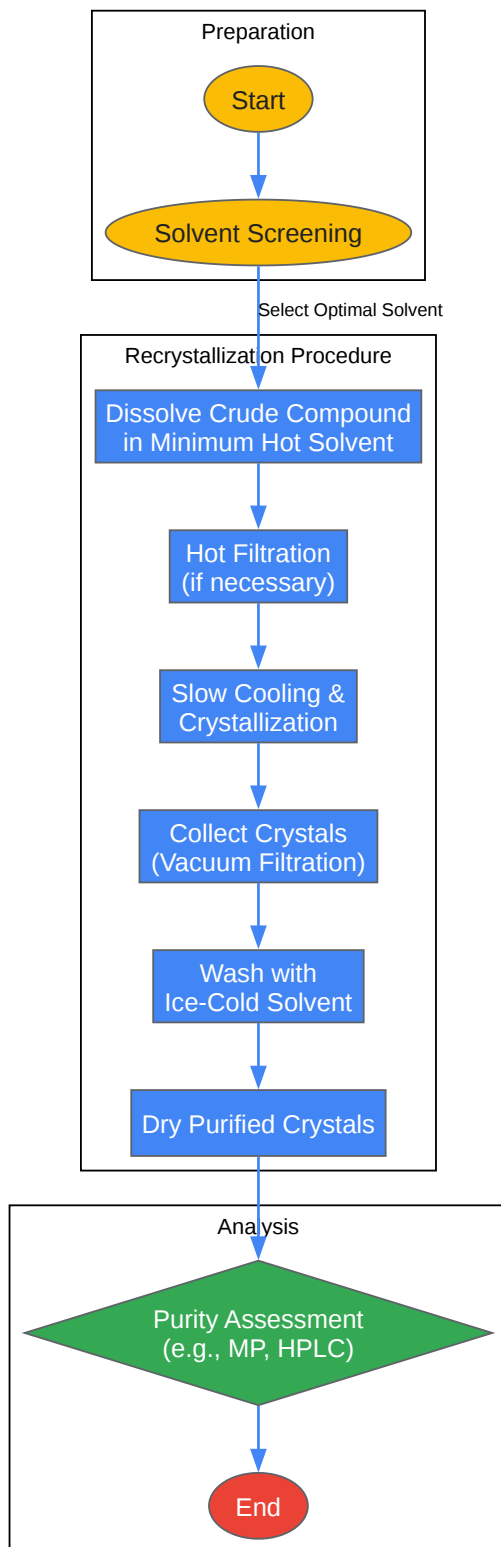 Preparation
Start
Solvent Screening
Select Optimal Solvent
Recrystallization Procedure
Dissolve Crude Compound
in Minimum Hot Solvent
Hot Filtration
(if necessary)
Slow Cooling &
Crystallization
Collect Crystals
(Vacuum Filtration)
Wash with
Ice-Cold Solvent
Dry Purified Crystals
Analysis
Purity Assessment
(e.g., MP, HPLC)
End